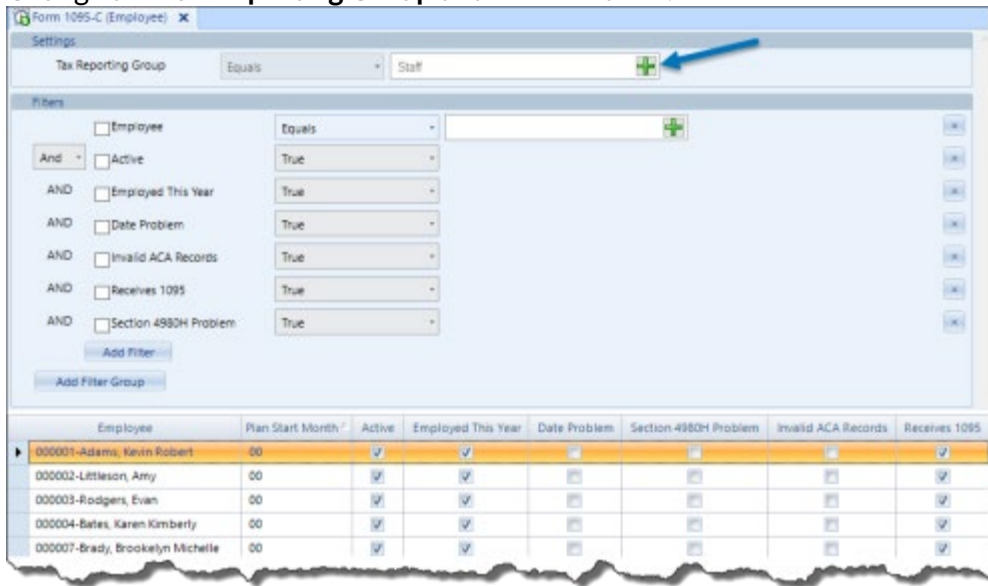 Form 1095-C (Employee) x
Settings
Tax Reporting Group Equals Staff
Filters
Employee Equals
And Active True
AND Employed This Year True
AND Date Problem True
AND Invalid ACA Records True
AND Receives 1095 True
AND Section 4980H Problem True
Add Filter
Add Filter Group
Employee Plan Start Month Active Employed This Year Date Problem Section 4980H Problem Invalid ACA Records Receives 1095
000001-Adams, Kevin Robert 00
000002-Littleson, Amy 00
000003-Rodgers, Evan 00
000004-Bates, Karen Kimberly 00
000007-Brady, Brookelyn Michelle 00